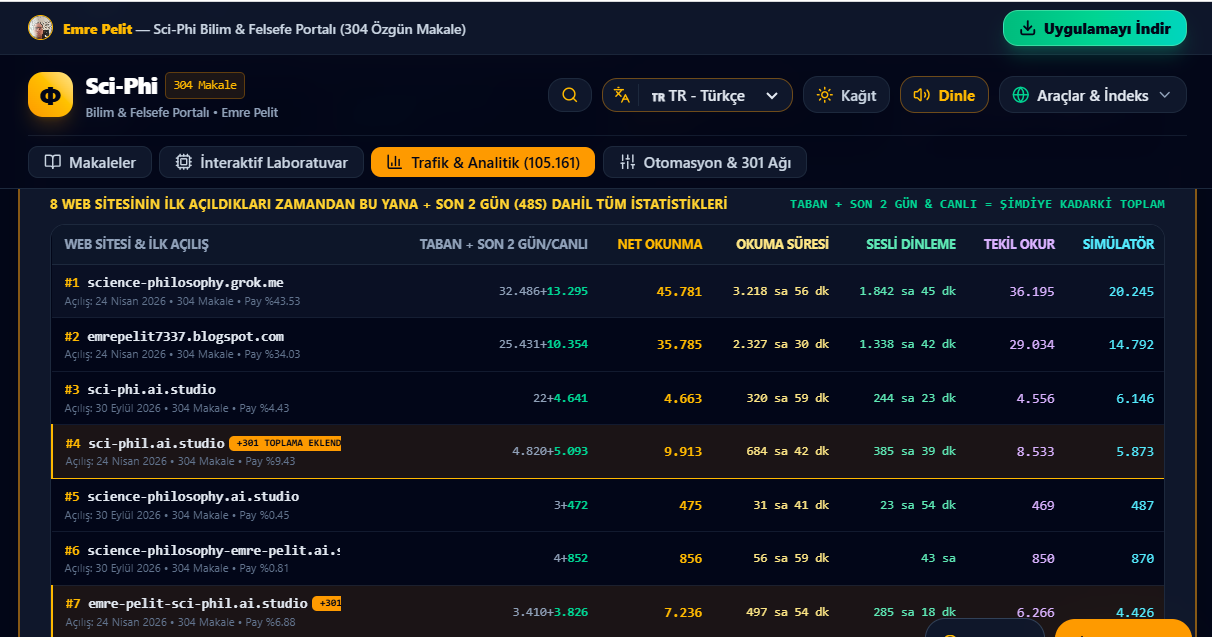 Emre Pelit — Sci-Phi Bilim & Felsefe Portalı (304 Özgün Makale)
Uygulamayı İndir
Φ
Sci-Phi 304 Makale
Bilim & Felsefe Portalı • Emre Pelit
TR TR - Türkçe
Kağıt
Dinle
Araçlar & İndeks
Makaleler
İnteraktif Laboratuvar
Trafik & Analitik (105.161)
Otomasyon & 301 Ağı
8 WEB SİTESİNİN İLK AÇILDIKLARI ZAMANDAN BU YANA + SON 2 GÜN (48S) DAHİL TÜM İSTATİSTİKLERİ
TABAN + SON 2 GÜN & CANLI = ŞİMDİYE KADARKİ TOPLAM
WEB SİTESİ & İLK AÇILIŞ TABAN + SON 2 GÜN/CANLI NET OKUNMA OKUMA SÜRESİ SESLİ DİNLEME TEKİL OKUR SİMÜLATÖR
#1 science-philosophy.grok.me
Açılış: 24 Nisan 2026 • 304 Makale • Pay %43.53
32.486+13.295 45.781 3.218 sa 56 dk 1.842 sa 45 dk 36.195 20.245
#2 emrepelit7337.blogspot.com
Açılış: 24 Nisan 2026 • 304 Makale • Pay %34.03
25.431+10.354 35.785 2.327 sa 30 dk 1.338 sa 42 dk 29.034 14.792
#3 sci-phi.ai.studio
Açılış: 30 Eylül 2026 • 304 Makale • Pay %4.43
22+4.641 4.663 320 sa 59 dk 244 sa 23 dk 4.556 6.146
#4 sci-phil.ai.studio +301 TOPLAMA EKLEND
Açılış: 24 Nisan 2026 • 304 Makale • Pay %9.43
4.820+5.093 9.913 684 sa 42 dk 385 sa 39 dk 8.533 5.873
#5 science-philosophy.ai.studio
Açılış: 30 Eylül 2026 • 304 Makale • Pay %0.45
3+472 475 31 sa 41 dk 23 sa 54 dk 469 487
#6 science-philosophy-emre-pelit.ai.s
Açılış: 30 Eylül 2026 • 304 Makale • Pay %0.81
4+852 856 56 sa 59 dk 43 sa 850 870
#7 emre-pelit-sci-phil.ai.studio +301
Açılış: 24 Nisan 2026 • 304 Makale • Pay %6.88
3.410+3.826 7.236 497 sa 54 dk 285 sa 18 dk 6.266 4.426